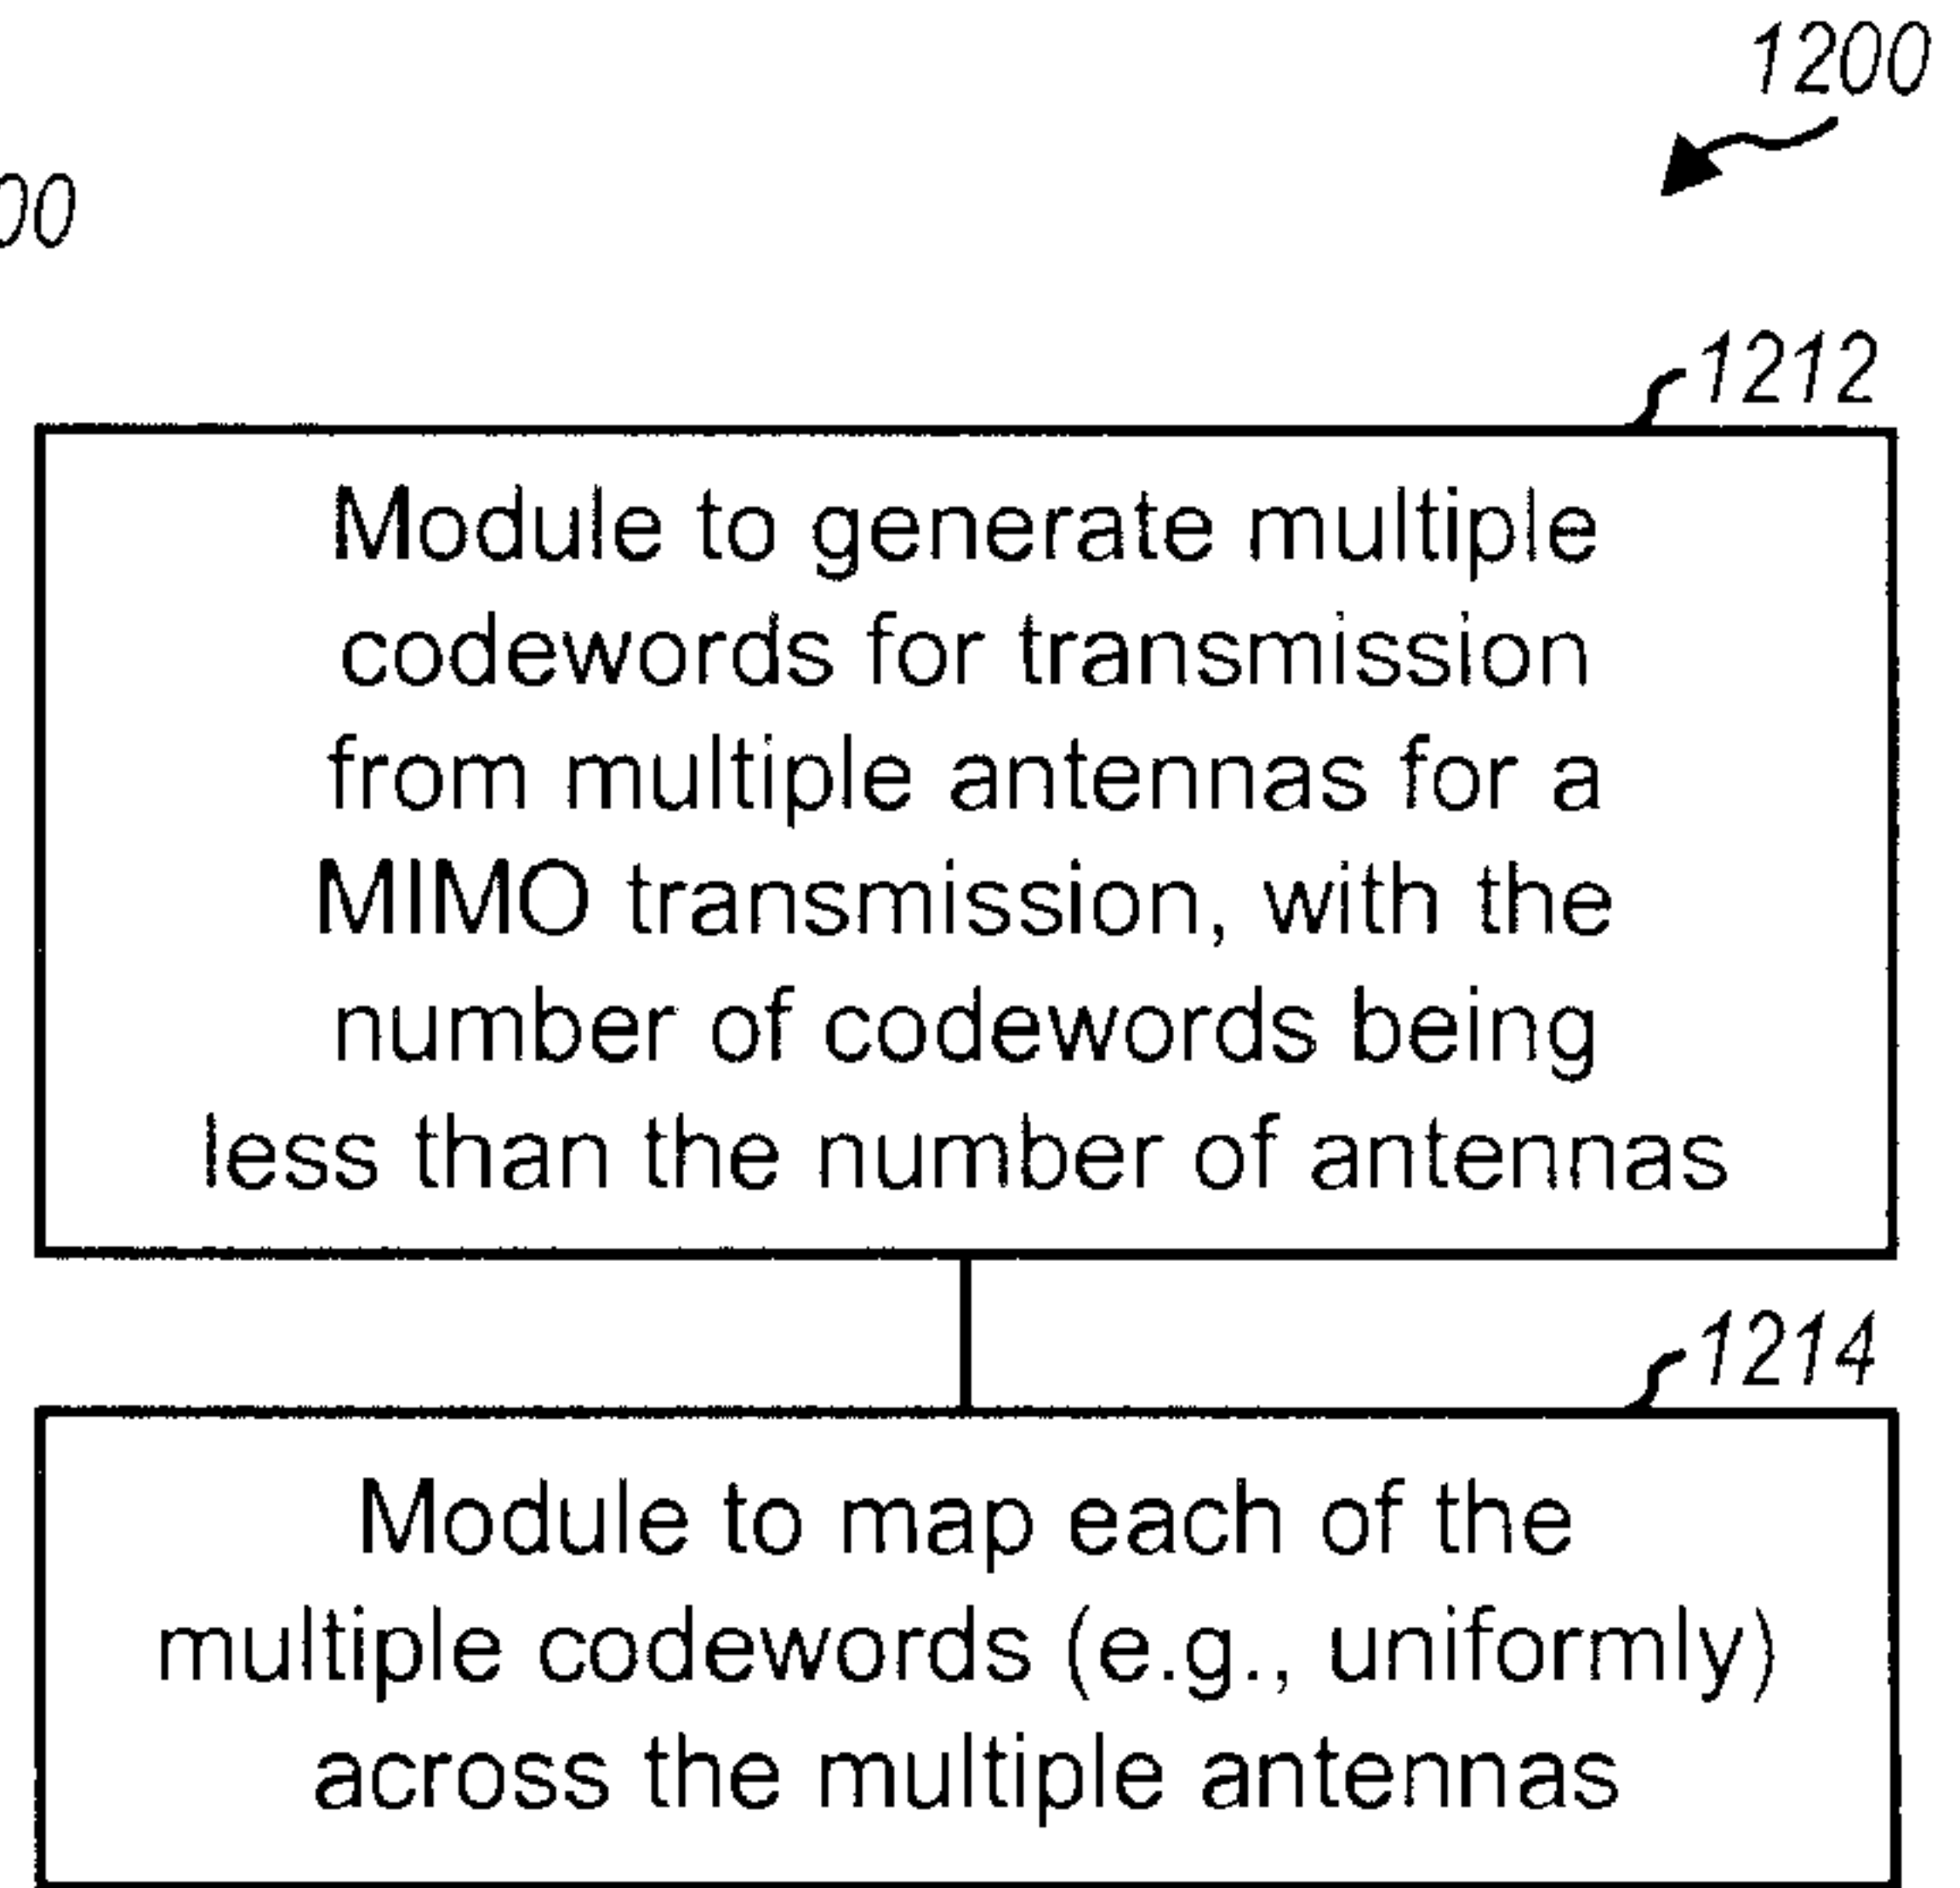 1200
00
1212
Module to generate multiple
codewords for transmission
from multiple antennas for a
MIMO transmission, with the
number of codewords being
less than the number of antennas
1214
Module to map each of the
multiple codewords (e.g., uniformly)
across the multiple antennas